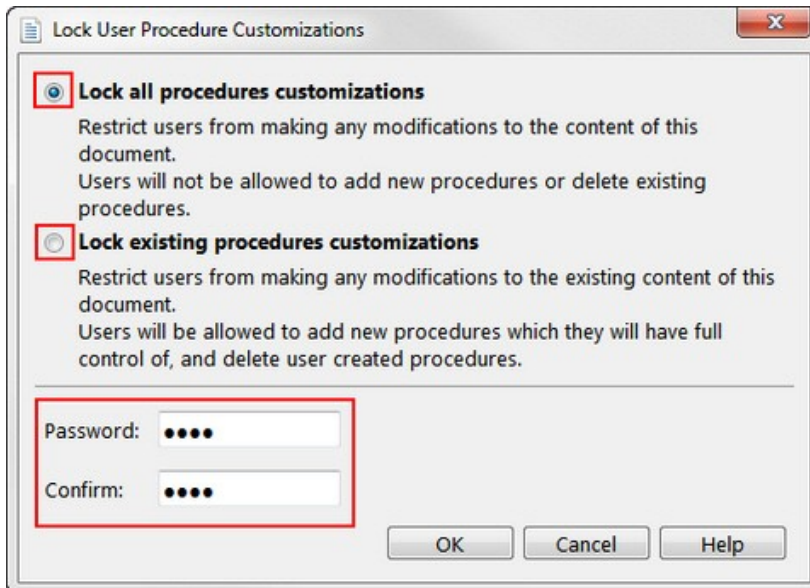 Lock User Procedure Customizations
Lock all procedures customizations
Restrict users from making any modifications to the content of this
document.
Users will not be allowed to add new procedures or delete existing
procedures.
Lock existing procedures customizations
Restrict users from making any modifications to the existing content of this
document.
Users will be allowed to add new procedures which they will have full
control of, and delete user created procedures.
Password: ●●●●
Confirm: ●●●●
OK Cancel Help